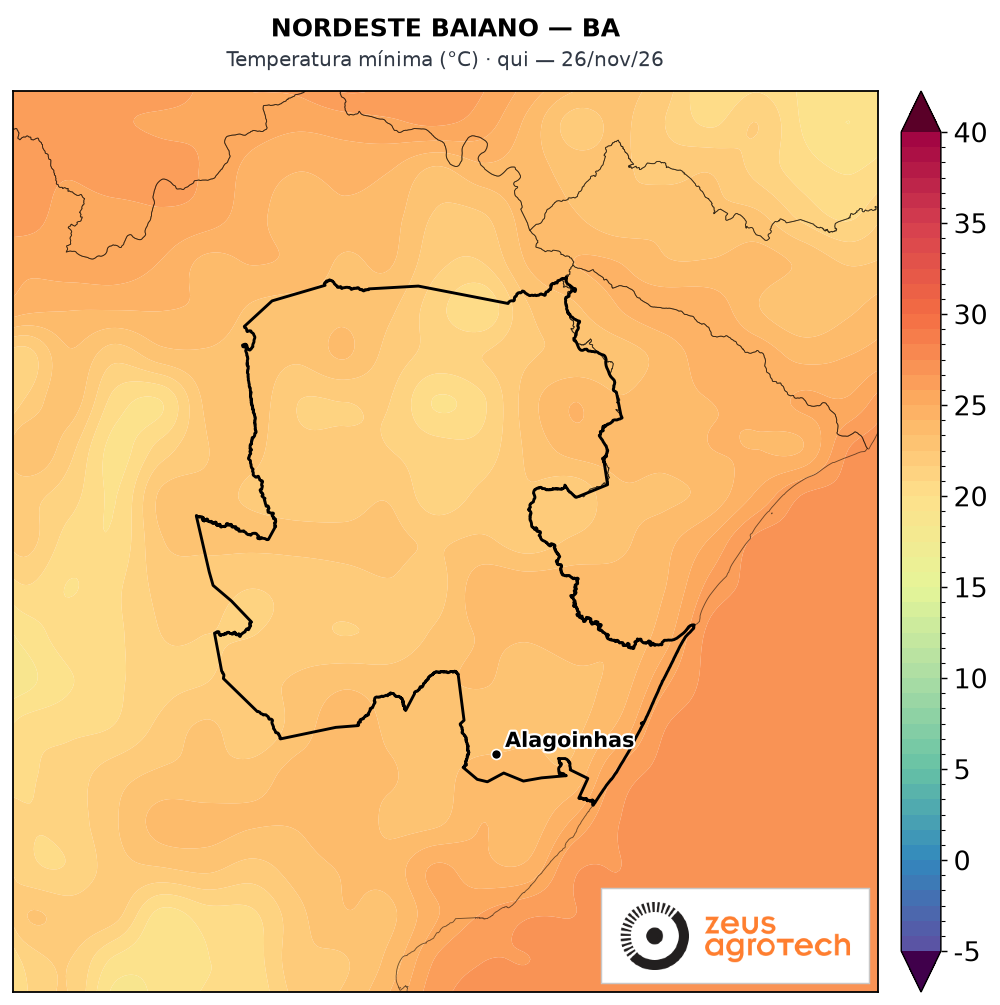 NORDESTE BAIANO — BA
Temperatura mínima (°C) · qui — 26/nov/26
40
35
30
25
20
15
10
5
0
-5
Alagoinhas
zeus
agrotech